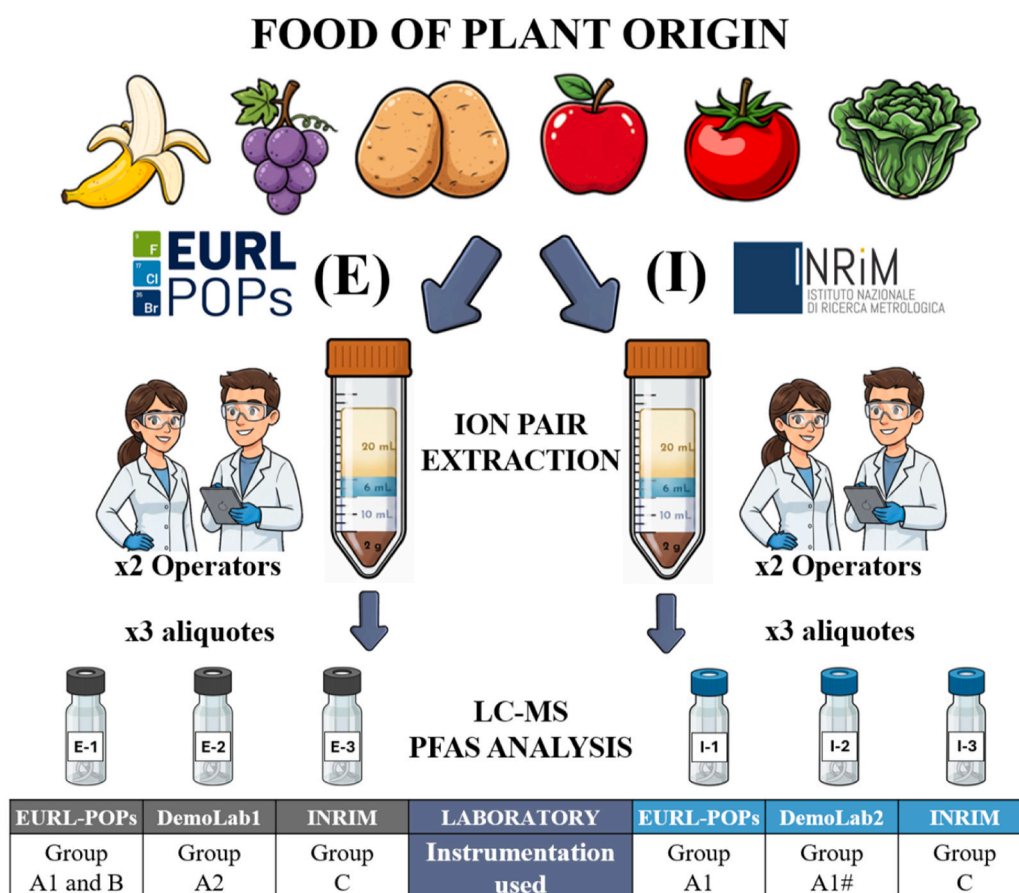 FOOD OF PLANT ORIGIN
9
F
17
Cl
35
Br
EURL
POPs
(E)
(I)
INRiM
ISTITUTO NAZIONALE
DI RICERCA METROLOGICA
20 mL
6 mL
10 mL
2 g
ION PAIR
EXTRACTION
20 mL
6 mL
10 mL
2 g
x2 Operators
x2 Operators
x3 aliquotes
x3 aliquotes
E-1
E-2
E-3
LC-MS
PFAS ANALYSIS
I-1
I-2
I-3
EURL-POPs DemoLab1 INRIM LABORATORY EURL-POPs DemoLab2 INRIM
Group Group Group Instrumentation Group Group Group
A1 and B A2 C used A1 A1# C